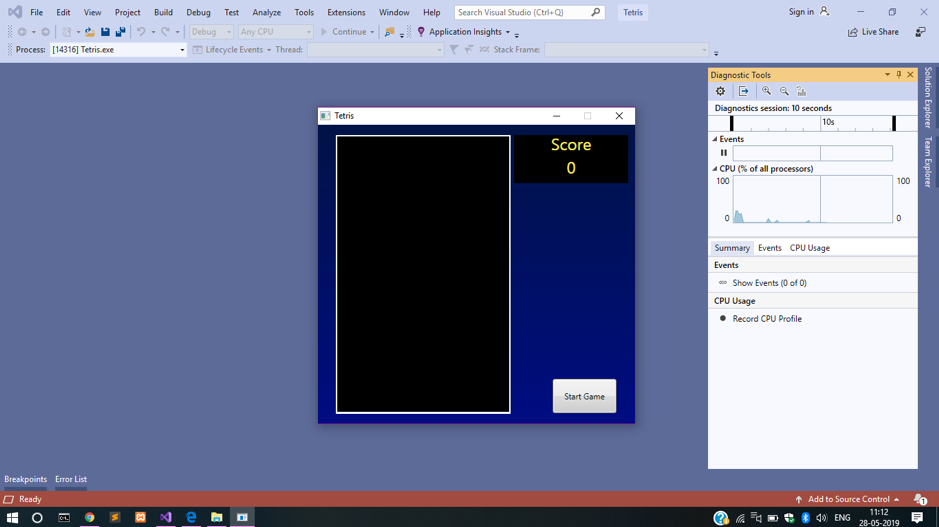 File Edit View Project Build Debug Test Analyze Tools Extensions Window Help Search Visual Studio (Ctrl+Q) Tetris Sign in
Debug Any CPU Continue Application Insights Live Share
Process: [14316] Tetris.exe Lifecycle Events Thread: Stack Frame:
Diagnostic Tools
Diagnostics session: 10 seconds
10s
Events
CPU (% of all processors)
100 100
0 0
Summary Events CPU Usage
Events
Show Events (0 of 0)
CPU Usage
Record CPU Profile
Solution Explorer
Team Explorer
Tetris
Score
0
Start Game
Breakpoints Error List
Ready Add to Source Control 1
ENG 11:12
28-05-2019